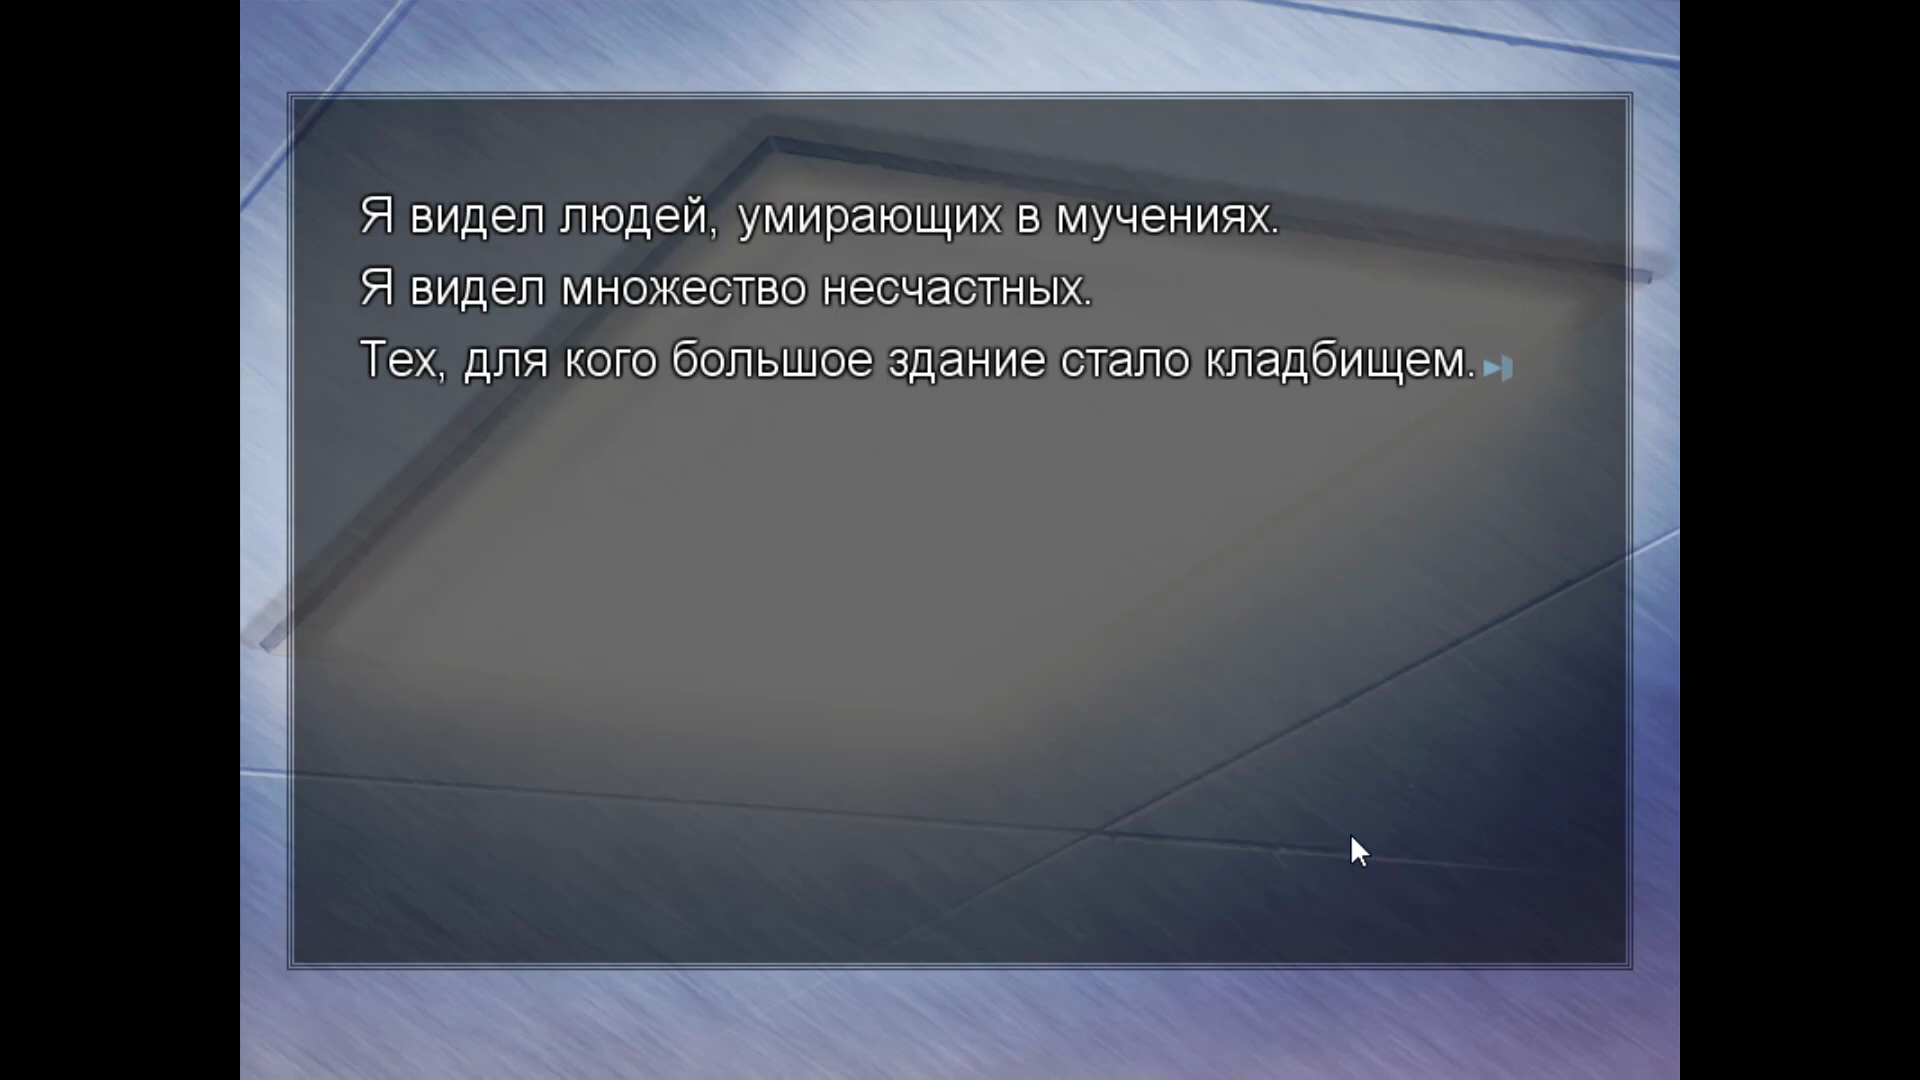 Я видел людей, умирающих в мучениях.
Я видел множество несчастных.
Тех, для кого большое здание стало кладбищем.